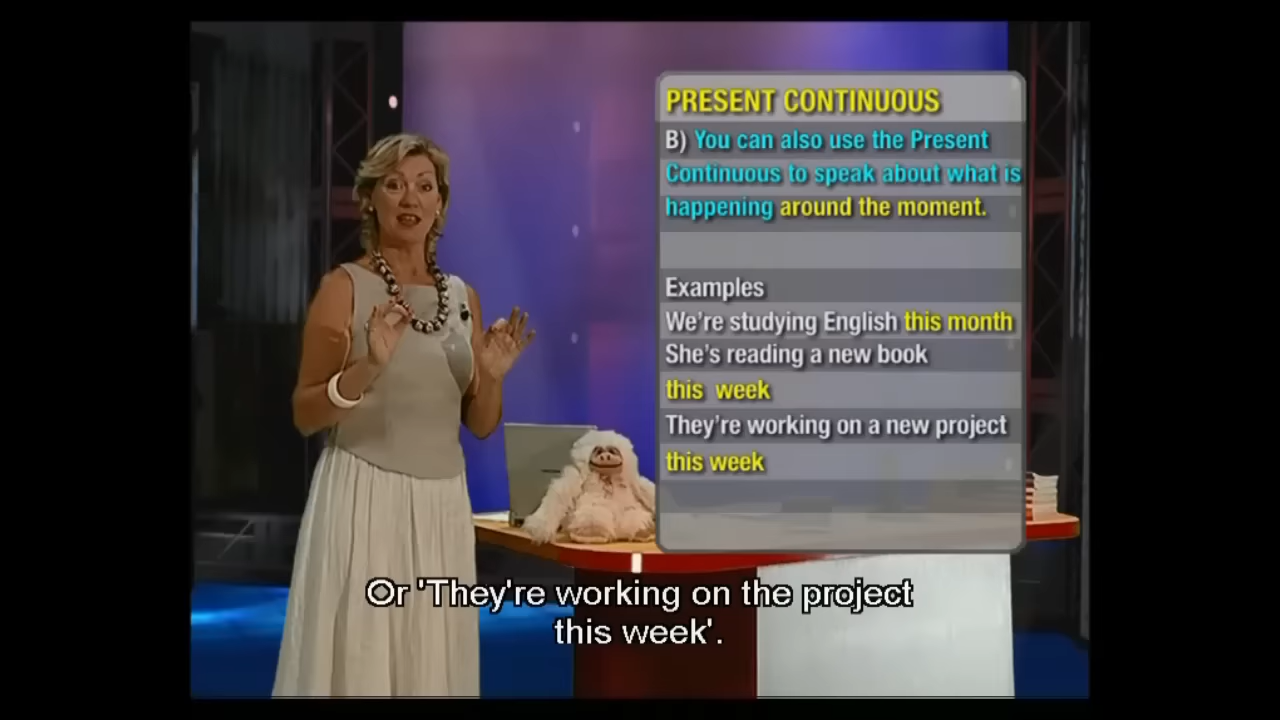 PRESENT CONTINUOUS
B) You can also use the Present
Continuous to speak about what is
happening around the moment.
Examples
We're studying English this month
She's reading a new book
this week
They're working on a new project
this week
Or 'They're working on the project
this week'.